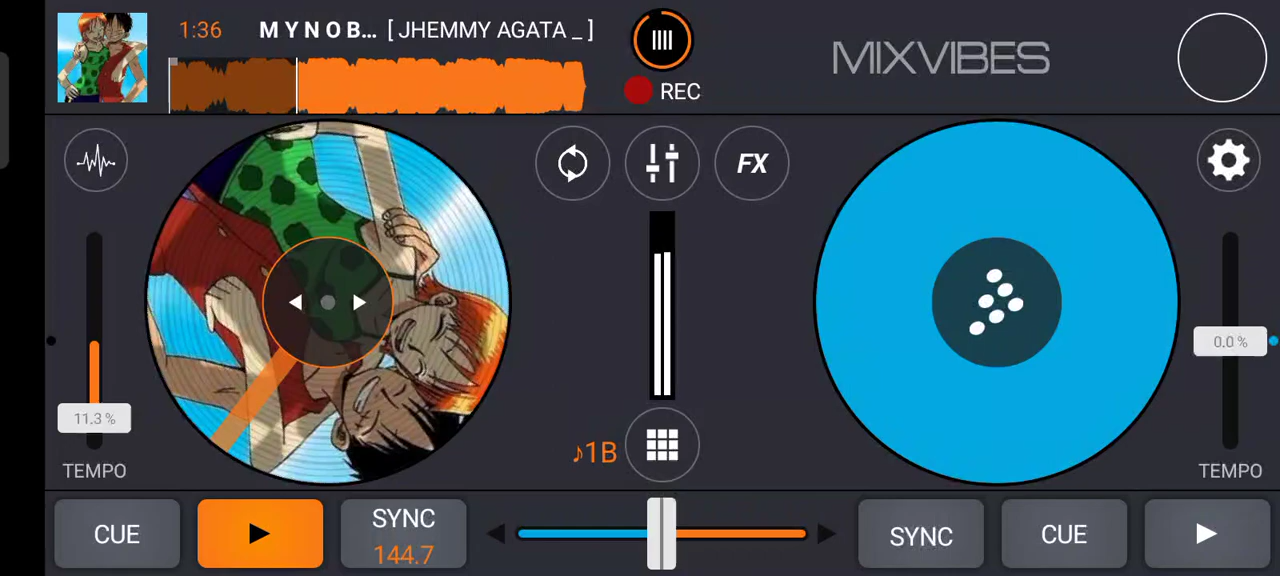 1:36 M Y N O B... [ JHEMMY AGATA _ ]
MIXVIBES
REC
FX
11.3 %
0.0 %
♪1B
TEMPO
TEMPO
CUE
SYNC
144.7
SYNC
CUE